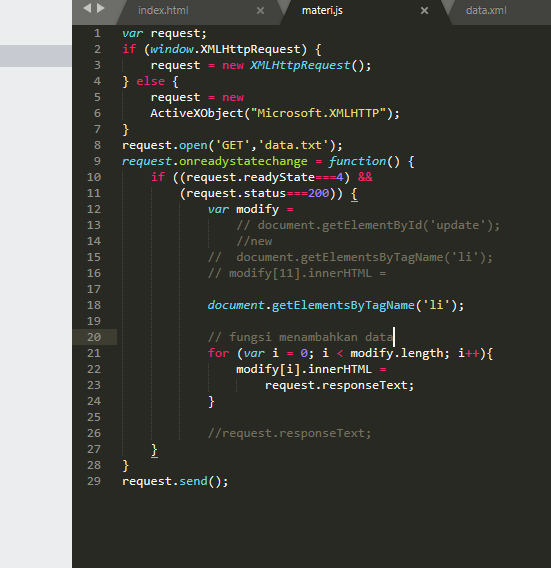 index.html × materi.js × data.xml
1 var request;
2 if (window.XMLHttpRequest) {
3 request = new XMLHttpRequest();
4 } else {
5 request = new
6 ActiveXObject("Microsoft.XMLHTTP");
7 }
8 request.open('GET','data.txt');
9 request.onreadystatechange = function() {
10 if ((request.readyState===4) &&
11 (request.status===200)) {
12 var modify =
13 // document.getElementById('update');
14 //new
15 //  document.getElementsByTagName('li');
16 // modify[11].innerHTML =
17
18 document.getElementsByTagName('li');
19
20 // fungsi menambahkan data
21 for (var i = 0; i < modify.length; i++){
22 modify[i].innerHTML =
23 request.responseText;
24 }
25
26 //request.responseText;
27 }
28 }
29 request.send();